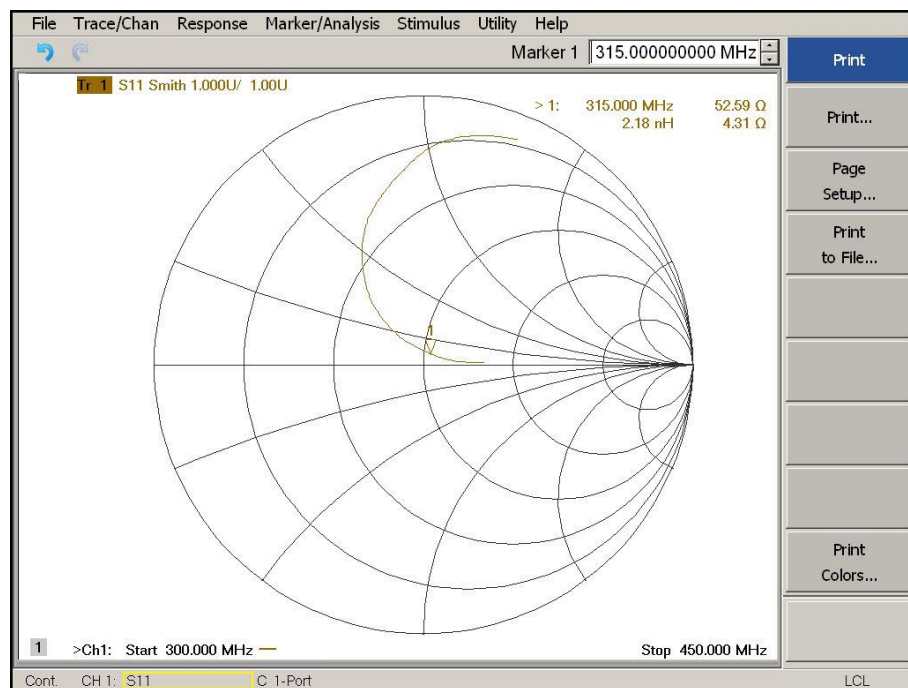 File Trace/Chan Response Marker/Analysis Stimulus Utility Help
Marker 1 315.000000000 MHz
Print
Tr 1 S11 Smith 1.000U/ 1.00U
> 1: 315.000 MHz 52.59 Ω
2.18 nH 4.31 Ω
Print...
Page
Setup...
Print
to File...
1
Print
Colors...
1 >Ch1: Start 300.000 MHz Stop 450.000 MHz
Cont. CH 1: S11 C 1-Port LCL